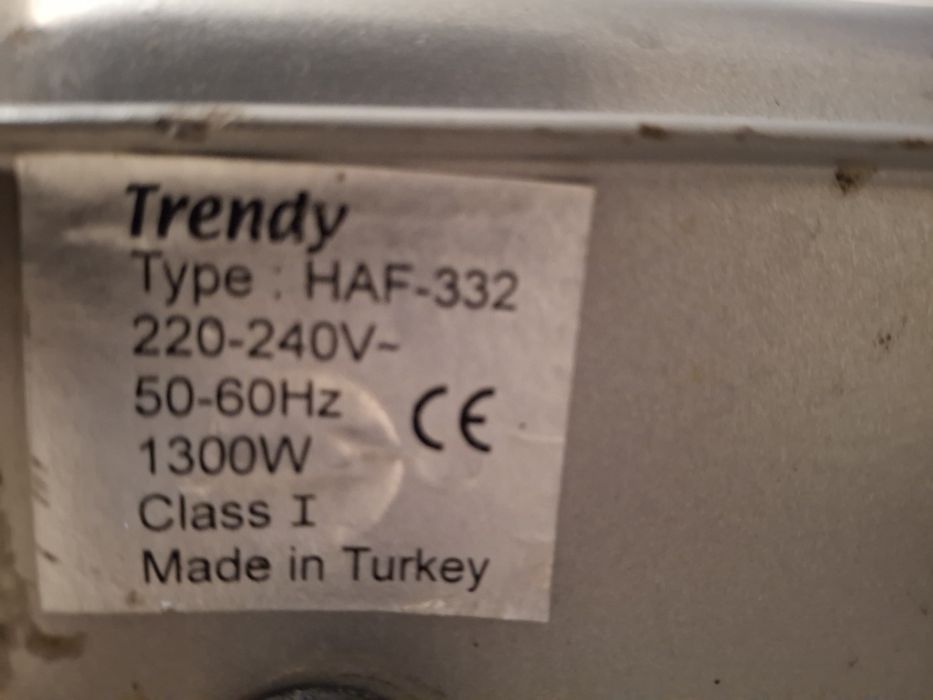 Trendy
Type : HAF-332
220-240V~
50-60Hz
CE
1300W
Class I
Made in Turkey